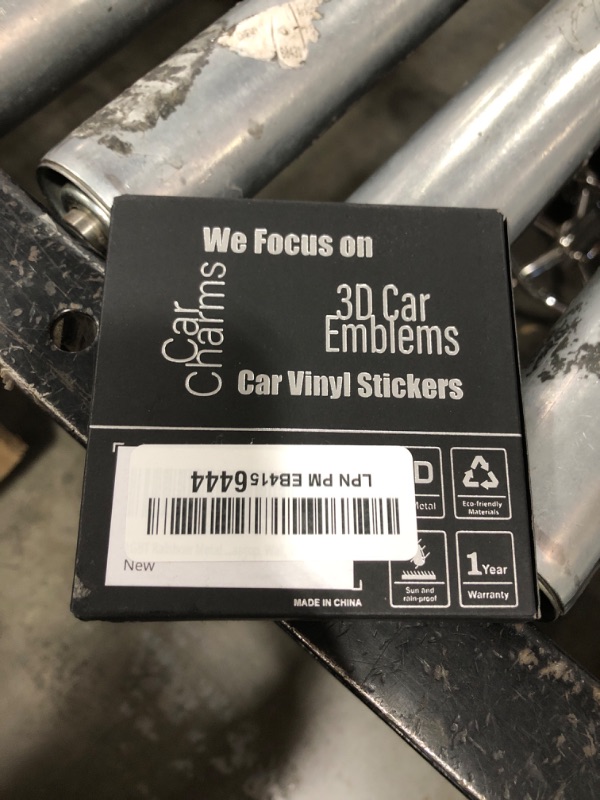 We Focus on
Car
Charms
3D Car
Emblems
Car Vinyl Stickers
LPN PM EB4156444
New
D
etal
Eco-friendly
Materials
Sun and
rain-proof
1 Year
Warranty
MADE IN CHINA